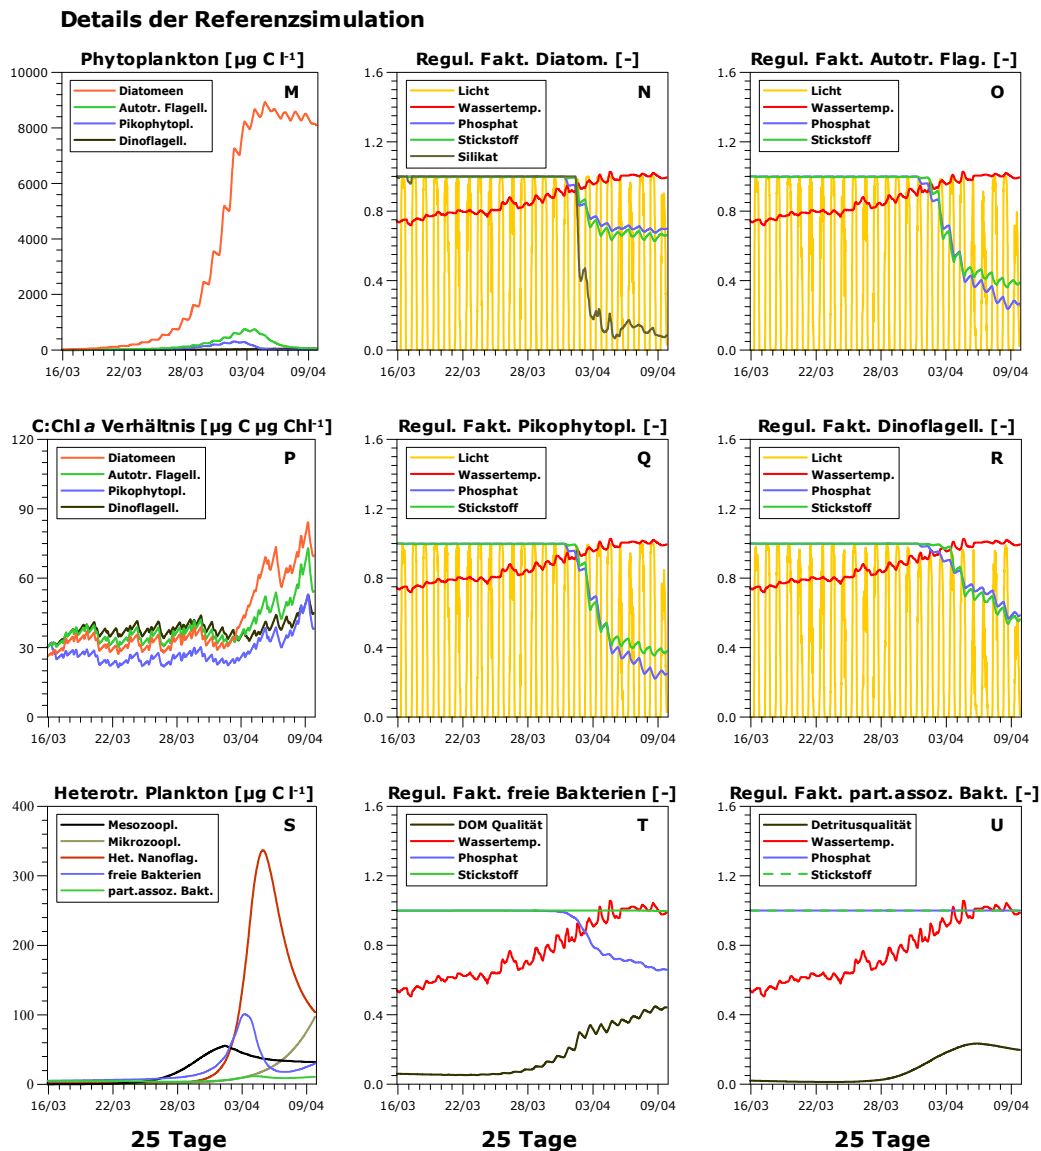 Details der Referenzsimulation
Phytoplankton [µg C l-1]
10000
8000
6000
4000
2000
0
Diatomeen
Autotr. Flagell.
Pikophytopl.
Dinoflagell.
M
16/03 22/03 28/03 03/04 09/04
Regul. Fakt. Diatom. [-]
1.6
1.2
0.8
0.4
0.0
Licht
Wassertemp.
Phosphat
Stickstoff
Silikat
N
16/03 22/03 28/03 03/04 09/04
Regul. Fakt. Autotr. Flag. [-]
1.6
1.2
0.8
0.4
0.0
Licht
Wassertemp.
Phosphat
Stickstoff
O
16/03 22/03 28/03 03/04 09/04
C:Chl a Verhältnis [µg C µg Chl-1]
120
90
60
30
0
Diatomeen
Autotr. Flagell.
Pikophytopl.
Dinoflagell.
P
16/03 22/03 28/03 03/04 09/04
Regul. Fakt. Pikophytopl. [-]
1.6
1.2
0.8
0.4
0.0
Licht
Wassertemp.
Phosphat
Stickstoff
Q
16/03 22/03 28/03 03/04 09/04
Regul. Fakt. Dinoflagell. [-]
1.6
1.2
0.8
0.4
0.0
Licht
Wassertemp.
Phosphat
Stickstoff
R
16/03 22/03 28/03 03/04 09/04
Heterotr. Plankton [µg C l-1]
400
300
200
100
0
Mesozoopl.
Mikrozoopl.
Het. Nanoflag.
freie Bakterien
part.assoz. Bakt.
S
16/03 22/03 28/03 03/04 09/04
25 Tage
Regul. Fakt. freie Bakterien [-]
1.6
1.2
0.8
0.4
0.0
DOM Qualität
Wassertemp.
Phosphat
Stickstoff
T
16/03 22/03 28/03 03/04 09/04
25 Tage
Regul. Fakt. part.assoz. Bakt. [-]
1.6
1.2
0.8
0.4
0.0
Detritusqualität
Wassertemp.
Phosphat
Stickstoff
U
16/03 22/03 28/03 03/04 09/04
25 Tage